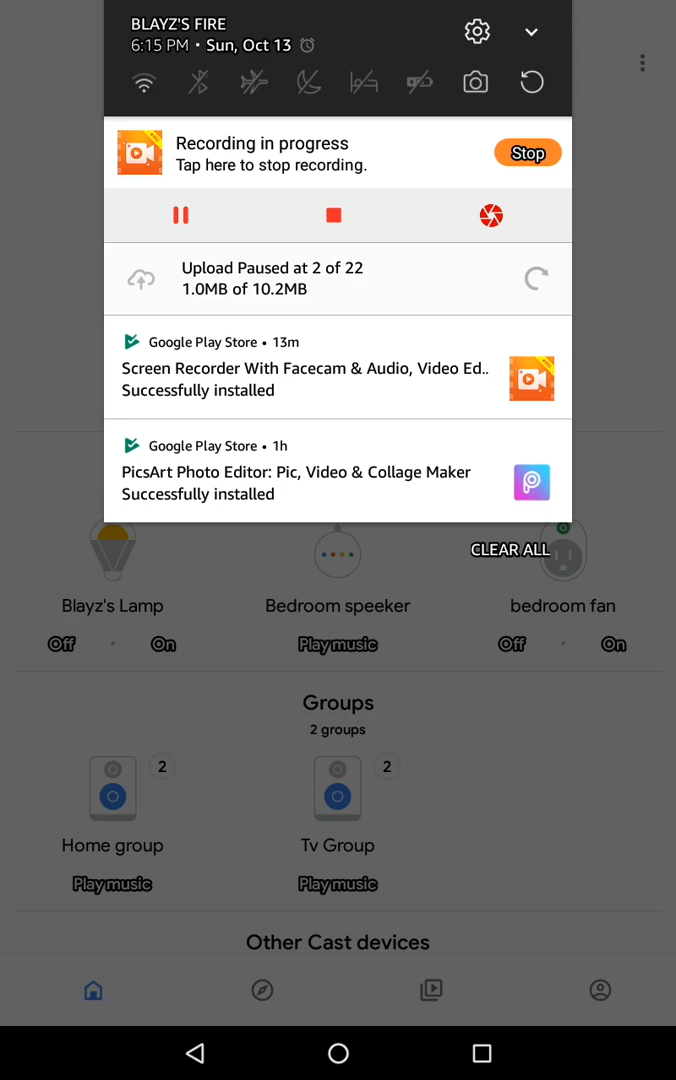 BLAYZ'S FIRE
6:15 PM • Sun, Oct 13
Recording in progress
Tap here to stop recording.
Stop
Upload Paused at 2 of 22
1.0MB of 10.2MB
Google Play Store • 13m
Screen Recorder With Facecam & Audio, Video Ed..
Successfully installed
Google Play Store • 1h
PicsArt Photo Editor: Pic, Video & Collage Maker
Successfully installed
CLEAR ALL
Blayz's Lamp Bedroom speeker bedroom fan
Off • On Play music Off • On
Groups
2 groups
2 2
Home group Tv Group
Play music Play music
Other Cast devices